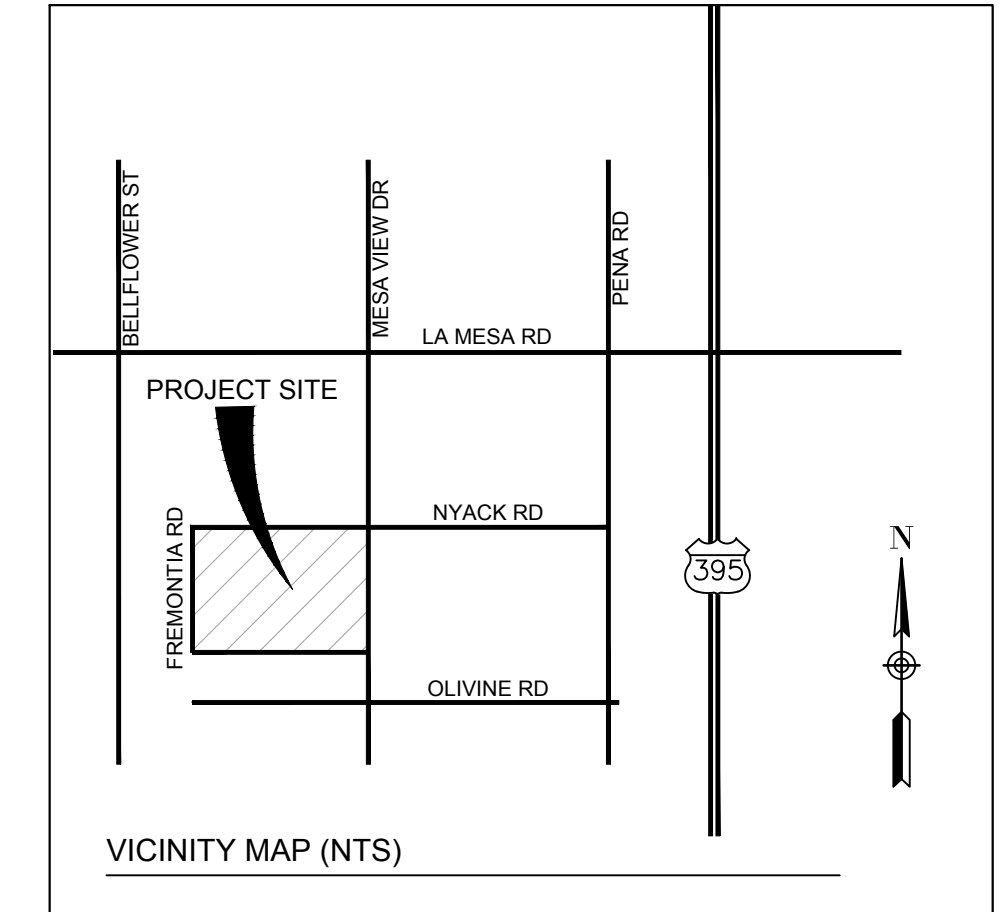 BELLFLOWER ST
MESA VIEW DR
PENA RD
LA MESA RD
PROJECT SITE
NYACK RD
FREMONTIA RD
395
N
OLIVINE RD
VICINITY MAP (NTS)